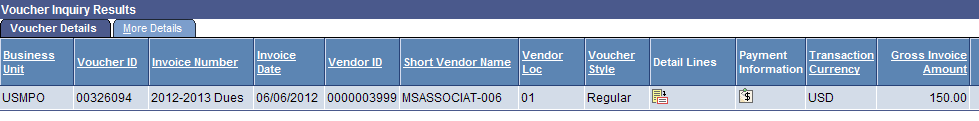 Voucher Inquiry Results
Voucher Details More Details
Business Unit Voucher ID Invoice Number Invoice Date Vendor ID Short Vendor Name Vendor Loc Voucher Style Detail Lines Payment Information Transaction Currency Gross Invoice Amount
USMPO 00326094 2012-2013 Dues 06/06/2012 0000003999 MSASSOCIAT-006 01 Regular $ USD 150.00